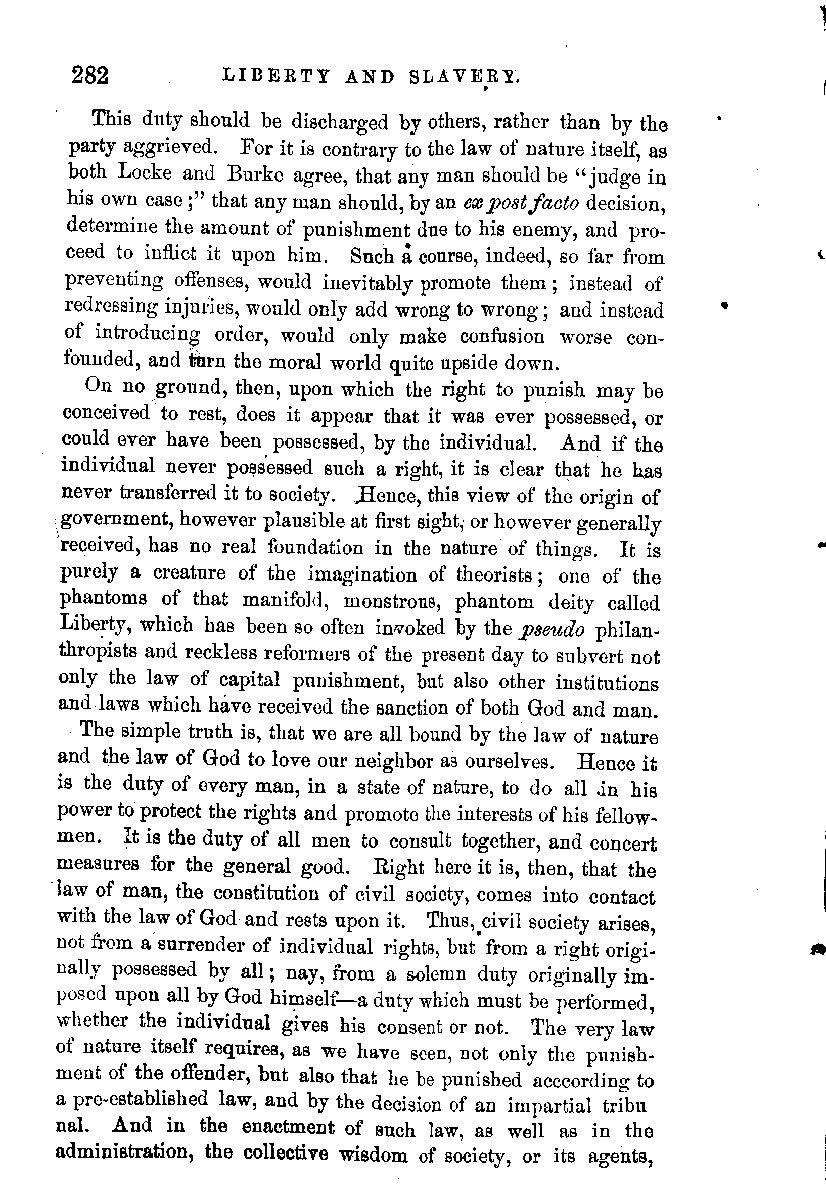 282 LIBERTY AND SLAVERY.
This duty should be discharged by others, rather than by the
party aggrieved. For it is contrary to the law of nature itself, as
both Locke and Burke agree, that any man should be “judge in
his own case;” that any man should, by an ex post facto decision,
determine the amount of punishment due to his enemy, and pro-
ceed to inflict it upon him. Such a course, indeed, so far from
preventing offenses, would inevitably promote them; instead of
redressing injuries, would only add wrong to wrong; and instead
of introducing order, would only make confusion worse con-
founded, and turn the moral world quite upside down.
On no ground, then, upon which the right to punish may be
conceived to rest, does it appear that it was ever possessed, or
could ever have been possessed, by the individual. And if the
individual never possessed such a right, it is clear that he has
never transferred it to society. Hence, this view of the origin of
government, however plausible at first sight, or however generally
received, has no real foundation in the nature of things. It is
purely a creature of the imagination of theorists; one of the
phantoms of that manifold, monstrous, phantom deity called
Liberty, which has been so often invoked by the pseudo philan-
thropists and reckless reformers of the present day to subvert not
only the law of capital punishment, but also other institutions
and laws which have received the sanction of both God and man.
The simple truth is, that we are all bound by the law of nature
and the law of God to love our neighbor as ourselves. Hence it
is the duty of every man, in a state of nature, to do all in his
power to protect the rights and promote the interests of his fellow-
men. It is the duty of all men to consult together, and concert
measures for the general good. Right here it is, then, that the
law of man, the constitution of civil society, comes into contact
with the law of God and rests upon it. Thus, civil society arises,
not from a surrender of individual rights, but from a right origi-
nally possessed by all; nay, from a solemn duty originally im-
posed upon all by God himself—a duty which must be performed,
whether the individual gives his consent or not. The very law
of nature itself requires, as we have seen, not only the punish-
ment of the offender, but also that he be punished acccording to
a pre-established law, and by the decision of an impartial tribu
nal. And in the enactment of such law, as well as in the
administration, the collective wisdom of society, or its agents,